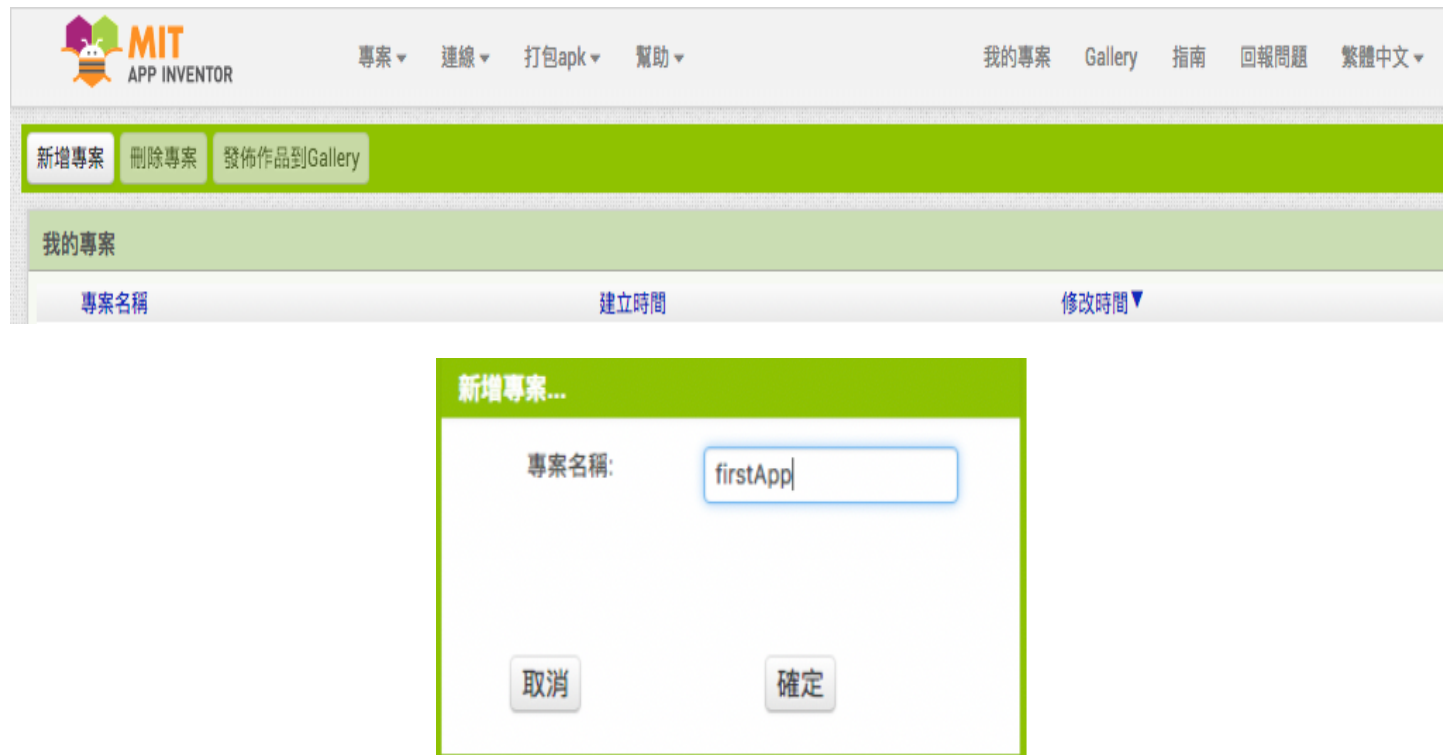 MIT
APP INVENTOR
專案 連線 打包apk 幫助 我的專案 Gallery 指南 回報問題 繁體中文
新增專案 刪除專案 發佈作品到Gallery
我的專案
專案名稱 建立時間 修改時間
新增專案...
專案名稱: firstApp
取消 確定